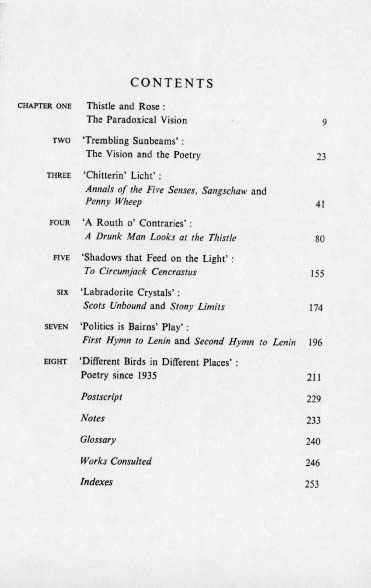 CONTENTS
CHAPTER ONE Thistle and Rose :
The Paradoxical Vision 9
TWO 'Trembling Sunbeams' :
The Vision and the Poetry 23
THREE 'Chitterin' Licht' :
Annals of the Five Senses, Sangschaw and
Penny Wheep 41
FOUR 'A Routh o' Contraries' :
A Drunk Man Looks at the Thistle 80
FIVE 'Shadows that Feed on the Light' :
To Circumjack Cencrastus 155
SIX 'Labradorite Crystals' :
Scots Unbound and Stony Limits 174
SEVEN 'Politics is Bairns' Play' :
First Hymn to Lenin and Second Hymn to Lenin 196
EIGHT 'Different Birds in Different Places' :
Poetry since 1935 211
Postscript 229
Notes 233
Glossary 240
Works Consulted 246
Indexes 253